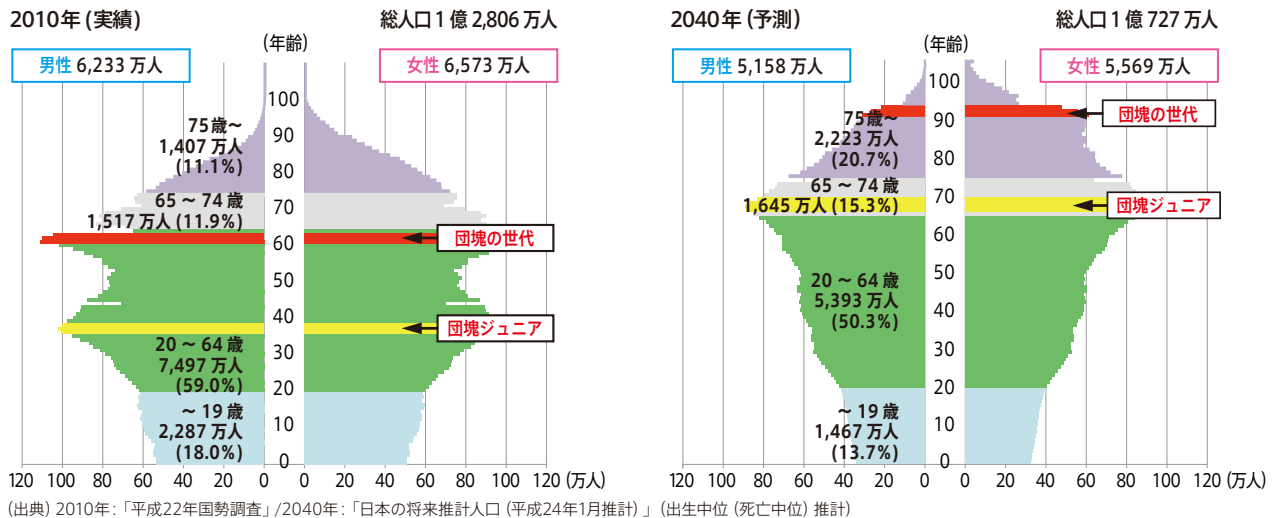 2010年 (実績)
総人口 1 億 2,806 万人
(年齢)
男性 6,233 万人
女性 6,573 万人
100
90
80
70
60
50
40
30
20
10
0
75歳～
1,407 万人
(11.1%)
65 ～ 74 歳
1,517 万人 (11.9%)
団塊の世代
団塊ジュニア
20 ～ 64 歳
7,497 万人
(59.0%)
～ 19 歳
2,287 万人
(18.0%)
120 100 80 60 40 20 0 0 20 40 60 80 100 120 (万人)
2040年 (予測)
総人口 1 億 727 万人
(年齢)
男性 5,158 万人
女性 5,569 万人
100
90
80
70
60
50
40
30
20
10
0
団塊の世代
75歳～
2,223 万人
(20.7%)
65 ～ 74 歳
1,645 万人 (15.3%)
団塊ジュニア
20 ～ 64 歳
5,393 万人
(50.3%)
～ 19 歳
1,467 万人
(13.7%)
120 100 80 60 40 20 0 0 20 40 60 80 100 120 (万人)
(出典) 2010年：「平成22年国勢調査」/2040年：「日本の将来推計人口 (平成24年1月推計) 」(出生中位 (死亡中位) 推計)